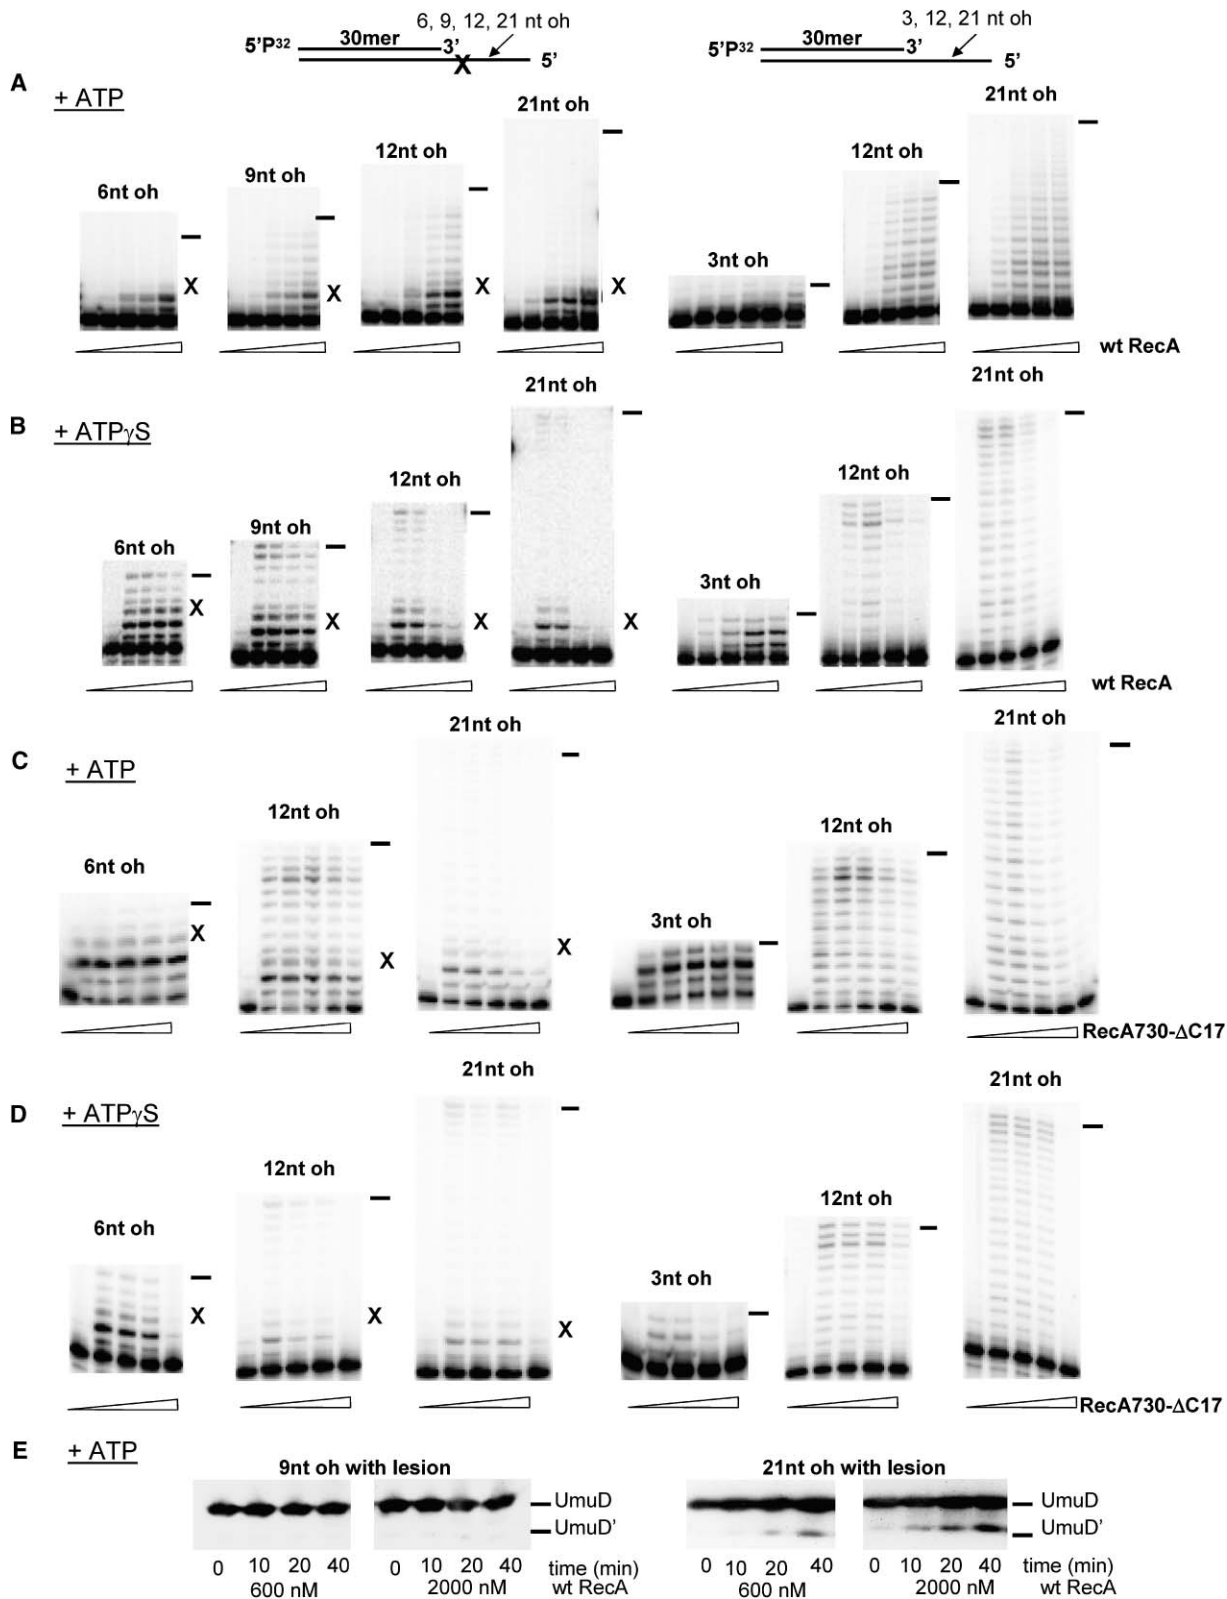 6, 9, 12, 21 nt oh
5'P32 30mer 3'
X 5'
3, 12, 21 nt oh
5'P32 30mer 3'
5'
A
+ ATP
6nt oh
9nt oh
12nt oh
21nt oh
3nt oh
12nt oh
21nt oh
X
X
X
X
wt RecA
B
+ ATPγS
6nt oh
9nt oh
12nt oh
21nt oh
3nt oh
12nt oh
21nt oh
X
X
X
X
wt RecA
C
+ ATP
6nt oh
12nt oh
21nt oh
3nt oh
12nt oh
21nt oh
X
X
X
RecA730-ΔC17
D
+ ATPγS
6nt oh
12nt oh
21nt oh
3nt oh
12nt oh
21nt oh
X
X
X
RecA730-ΔC17
E
+ ATP
9nt oh with lesion
UmuD
UmuD'
0 10 20 40 0 10 20 40 time (min)
600 nM 2000 nM wt RecA
21nt oh with lesion
UmuD
UmuD'
0 10 20 40 0 10 20 40 time (min)
600 nM 2000 nM wt RecA